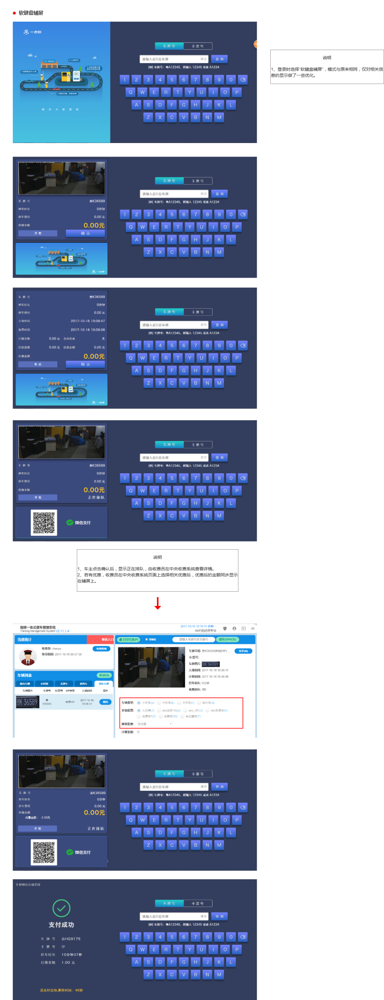 软键盘辅屏
一点停
1.视频免取卡入场
停车场
2.入场停车
解 决 方 案 流 程
车牌号 卡票号
请输入后5位车牌 清空 查 询
[例] 车牌号：粤A12345，则输入 12345 或者 A1234
1 2 3 4 5 6 7 8 9 0
Q W E R T Y U I O P
A S D F G H J K L
Z X C V B N M
说明
1、登录时选择“软键盘辅屏”，模式与原来相同，仅对相关信
息的显示做了一些优化。
车 牌 号 贵K36589
停车时长 0分钟
停车费用 0.00 元
应缴金额 0.00元
详 情 确 认
一点停
车牌号 卡票号
请输入后5位车牌 清空 查 询
[例] 车牌号：粤A12345，则输入 12345 或者 A1234
1 2 3 4 5 6 7 8 9 0
Q W E R T Y U I O P
A S D F G H J K L
Z X C V B N M
车 牌 号 贵K36589
停车时长 0分钟
停车费用 0.00 元
入场时间 2017-10-16 10:08:47
查费时间 2017-10-16 10:09:06
已缴金额 0.00 元 当前优惠 无
已优惠额 0.00 元 优惠金额 0.00 元
应缴金额 0.00元
收 起 确 认
一点停
车牌号 卡票号
请输入后5位车牌 清空 查 询
[例] 车牌号：粤A12345，则输入 12345 或者 A1234
1 2 3 4 5 6 7 8 9 0
Q W E R T Y U I O P
A S D F G H J K L
Z X C V B N M
车 牌 号 贵K36589
停车时长 0分钟
停车费用 0.00 元
应缴金额 0.00元
详 情 正在排队
微信支付
车牌号 卡票号
请输入后5位车牌 清空 查 询
[例] 车牌号：粤A12345，则输入 12345 或者 A1234
1 2 3 4 5 6 7 8 9 0
Q W E R T Y U I O P
A S D F G H J K L
Z X C V B N M
说明
1、车主点击确认后，显示正在排队，由收费员在中央收费系统查看详情。
2、若有优惠，收费员在中央收费系统页面上选择相关优惠后，优惠后的金额同步显示
在辅屏上。
视频一体式停车管理系统
Parking Management System V2.11.1.4
2017-10-16 10:19:11 星期一
AKE测试停车场
当班统计
收费员: chenyx 收费明细
登录时间: 2017-10-16 09:57:59
车辆列表 补录(Q)
场内车辆 未识别 无牌车 进出车 排队车辆
车牌图片 车牌号 卡/票号 VIP类型 入场时间 操作
贵K 36589 贵K36589 时间VIP 2017-10-16 10:08:47
打印凭条(P) 软键盘 请输入车牌号或卡票号 搜索(SPACE)
车牌号码: 贵K36589(时间VIP) 校正(M)
卡/票号:
车牌图片: 贵K 36589
入场时间: 2017-10-16 10:08:47
计费时间: 2017-10-16 10:09:06
停车时长: 0分钟
免费时长: 0秒
车辆类型: 小型车(a) 中型车(b) 大型车(c) 超大车(d)
本地优惠: 无优惠(1) ake固定1元(2) ake_5折(3) ake免费券(4)
免费券1(5) 免费券2(6) 幸运星券(7)
商家优惠: 无优惠
计算系数: 元
车 牌 号 贵K36589
停车时长 0分钟
停车费用 0.00 元
应缴金额 0.00元
优惠金额： -3.00元
详 情 正在排队
微信支付
车牌号 卡票号
请输入后5位车牌 清空 查 询
[例] 车牌号：粤A12345，则输入 12345 或者 A1234
1 2 3 4 5 6 7 8 9 0
Q W E R T Y U I O P
A S D F G H J K L
Z X C V B N M
6 秒钟后自动关闭
支付成功
车 牌 号 京HG9175
卡 票 号 空
停车时长 10分钟37秒
已缴金额 1.00 元
请及时出场,剩余时间：46秒
车牌号 卡票号
请输入后5位车牌 清空 查 询
[例] 车牌号：粤A12345，则输入 12345 或者 A1234
1 2 3 4 5 6 7 8 9 0
Q W E R T Y U I O P
A S D F G H J K L
Z X C V B N M